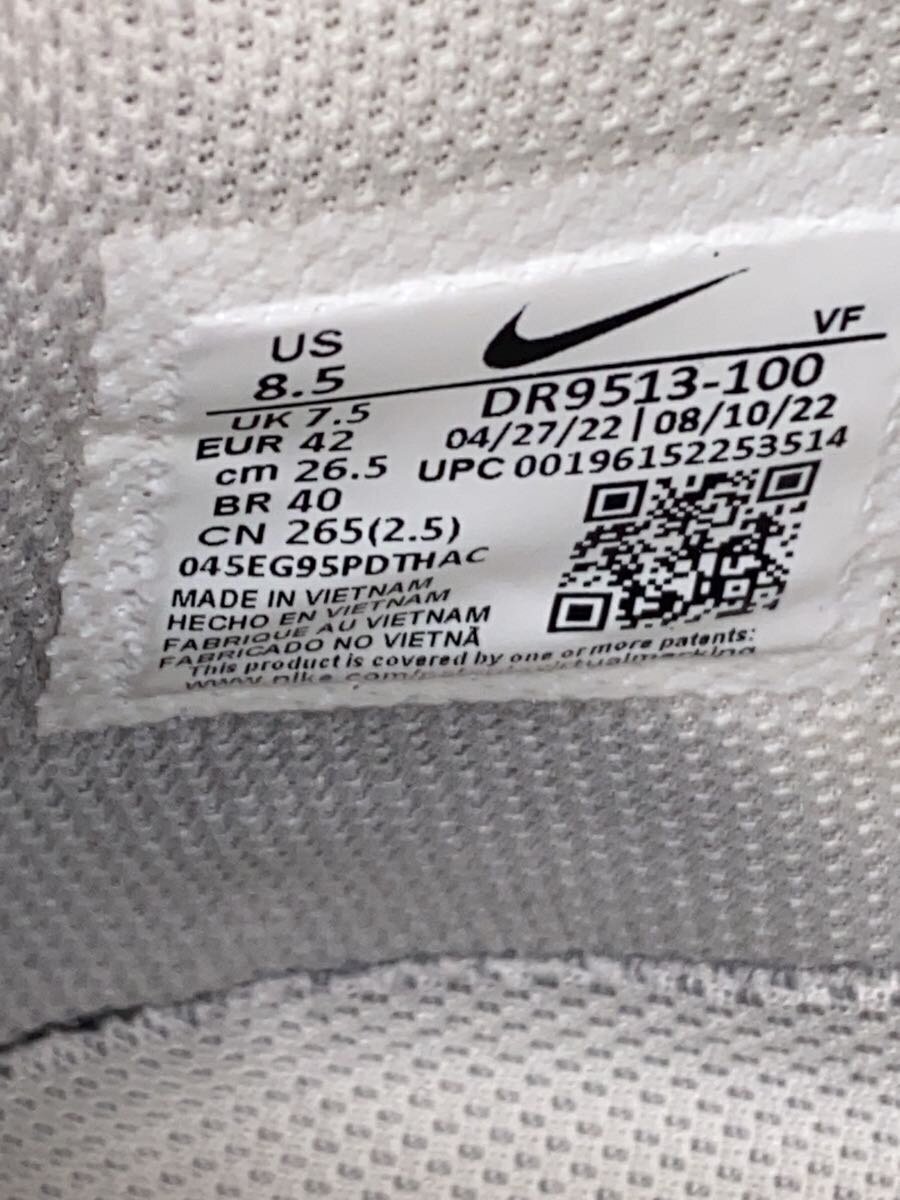 US
8.5
VF
UK 7.5
EUR 42
cm 26.5
BR 40
CN 265(2.5)
DR9513-100
04/27/22 | 08/10/22
UPC 00196152253514
045EG95PDTHAC
MADE IN VIETNAM
HECHO EN VIETNAM
FABRIQUE AU VIETNAM
FABRICADO NO VIETNÃ
This product is covered by one or more patents: